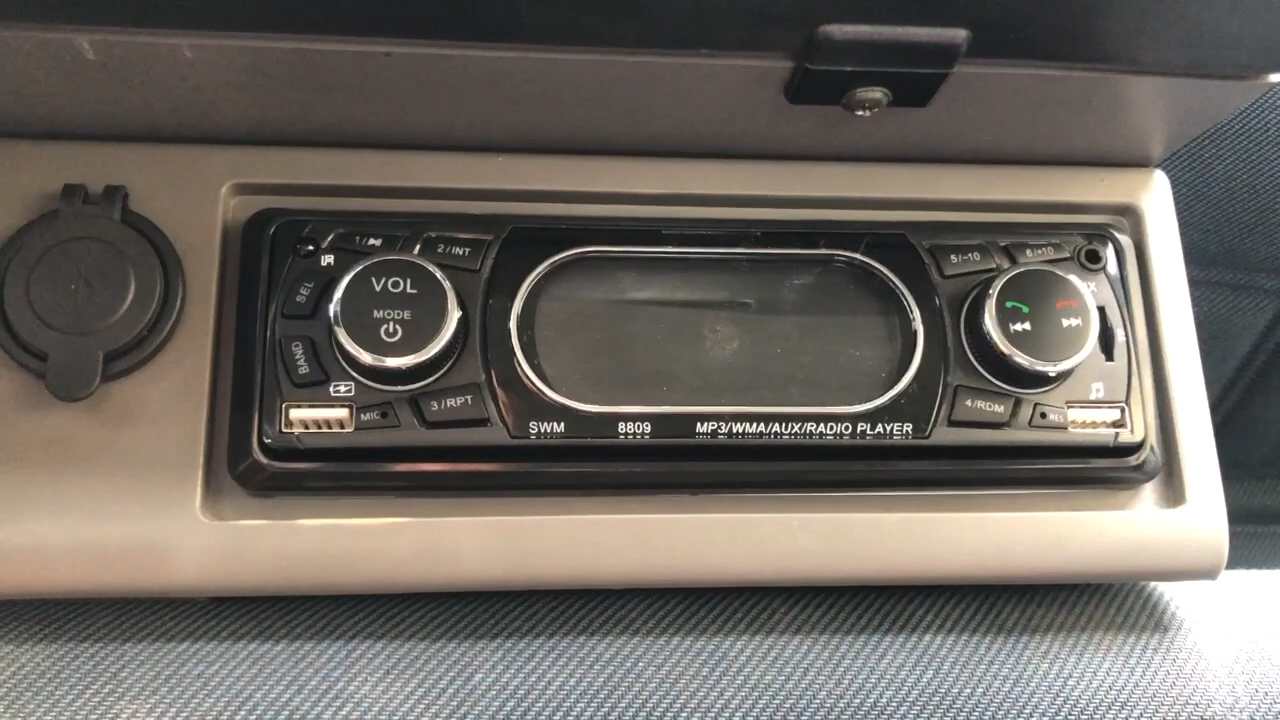 1/⏯
2/INT
IR
SEL
VOL
MODE
BAND
MIC
3/RPT
SWM 8809 MP3/WMA/AUX/RADIO PLAYER
5/-10
6/+10
4/RDM
RES